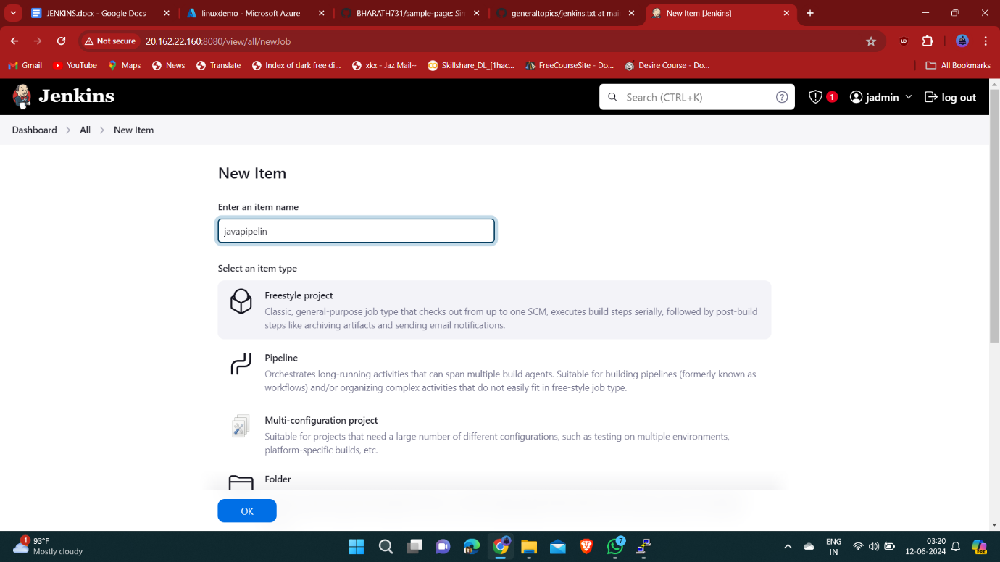 JENKINS.docx - Google Docs
linuxdemo - Microsoft Azure
BHARATH731/sample-page: Sim
generaltopics/jenkins.txt at mai
New Item [Jenkins]
Not secure
20.162.22.160:8080/view/all/newJob
Gmail
YouTube
Maps
News
Translate
Index of dark free di...
xkx - Jaz Mail~
Skillshare_DL_[1hac...
FreeCourseSite - Do...
Desire Course - Do...
All Bookmarks
Jenkins
Search (CTRL+K)
1
jadmin
log out
Dashboard
All
New Item
New Item
Enter an item name
javapipelin
Select an item type
Freestyle project
Classic, general-purpose job type that checks out from up to one SCM, executes build steps serially, followed by post-build
steps like archiving artifacts and sending email notifications.
Pipeline
Orchestrates long-running activities that can span multiple build agents. Suitable for building pipelines (formerly known as
workflows) and/or organizing complex activities that do not easily fit in free-style job type.
Multi-configuration project
Suitable for projects that need a large number of different configurations, such as testing on multiple environments,
platform-specific builds, etc.
Folder
OK
1
93°F
Mostly cloudy
7
ENG
IN
03:20
12-06-2024
PRE